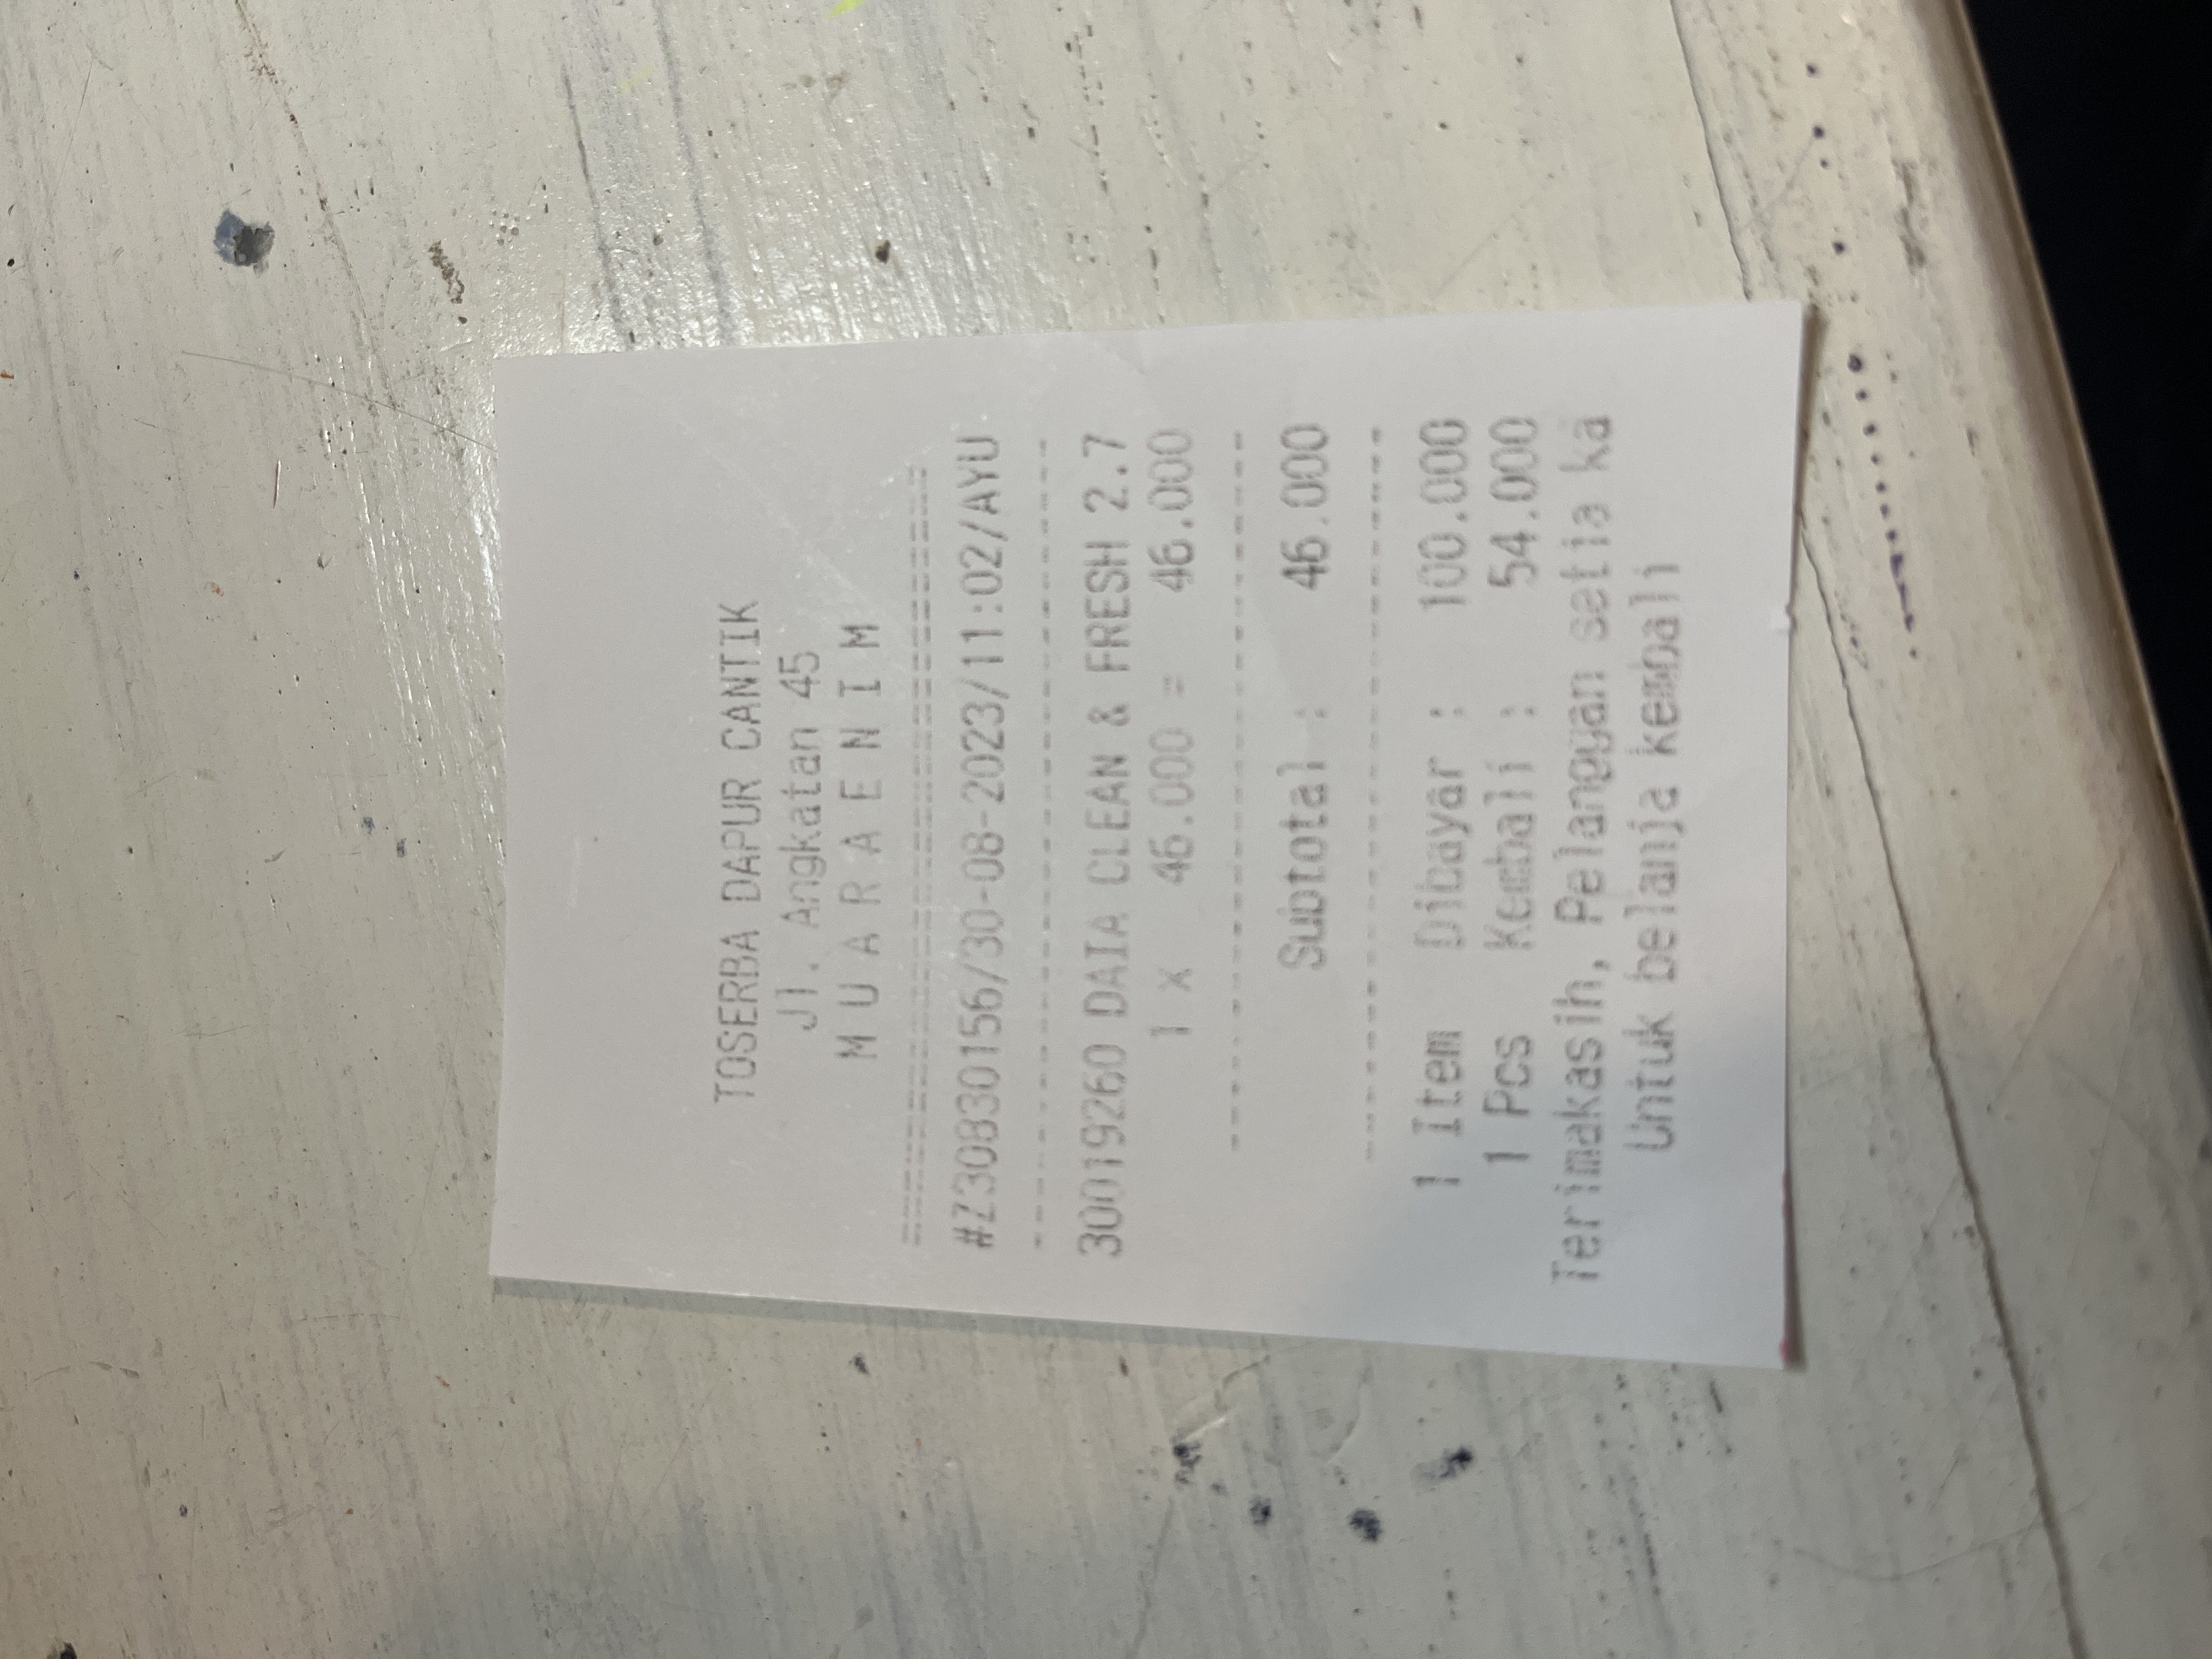 TOSERBA DAPUR CANTIK
Jl. Angkatan 45
M U A R A E N I M
================================
#Z30830156/30-08-2023/11:02/AYU
--------------------------------
30019260 DAIA CLEAN & FRESH 2.7
1 X 46.000 = 46.000
--------------------------------
Subtotal : 46.000
--------------------------------
1 Item Dibayar : 100.000
1 Pcs Kembali : 54.000
Terimakasih, Pelanggan setia ka
Untuk belanja kembali